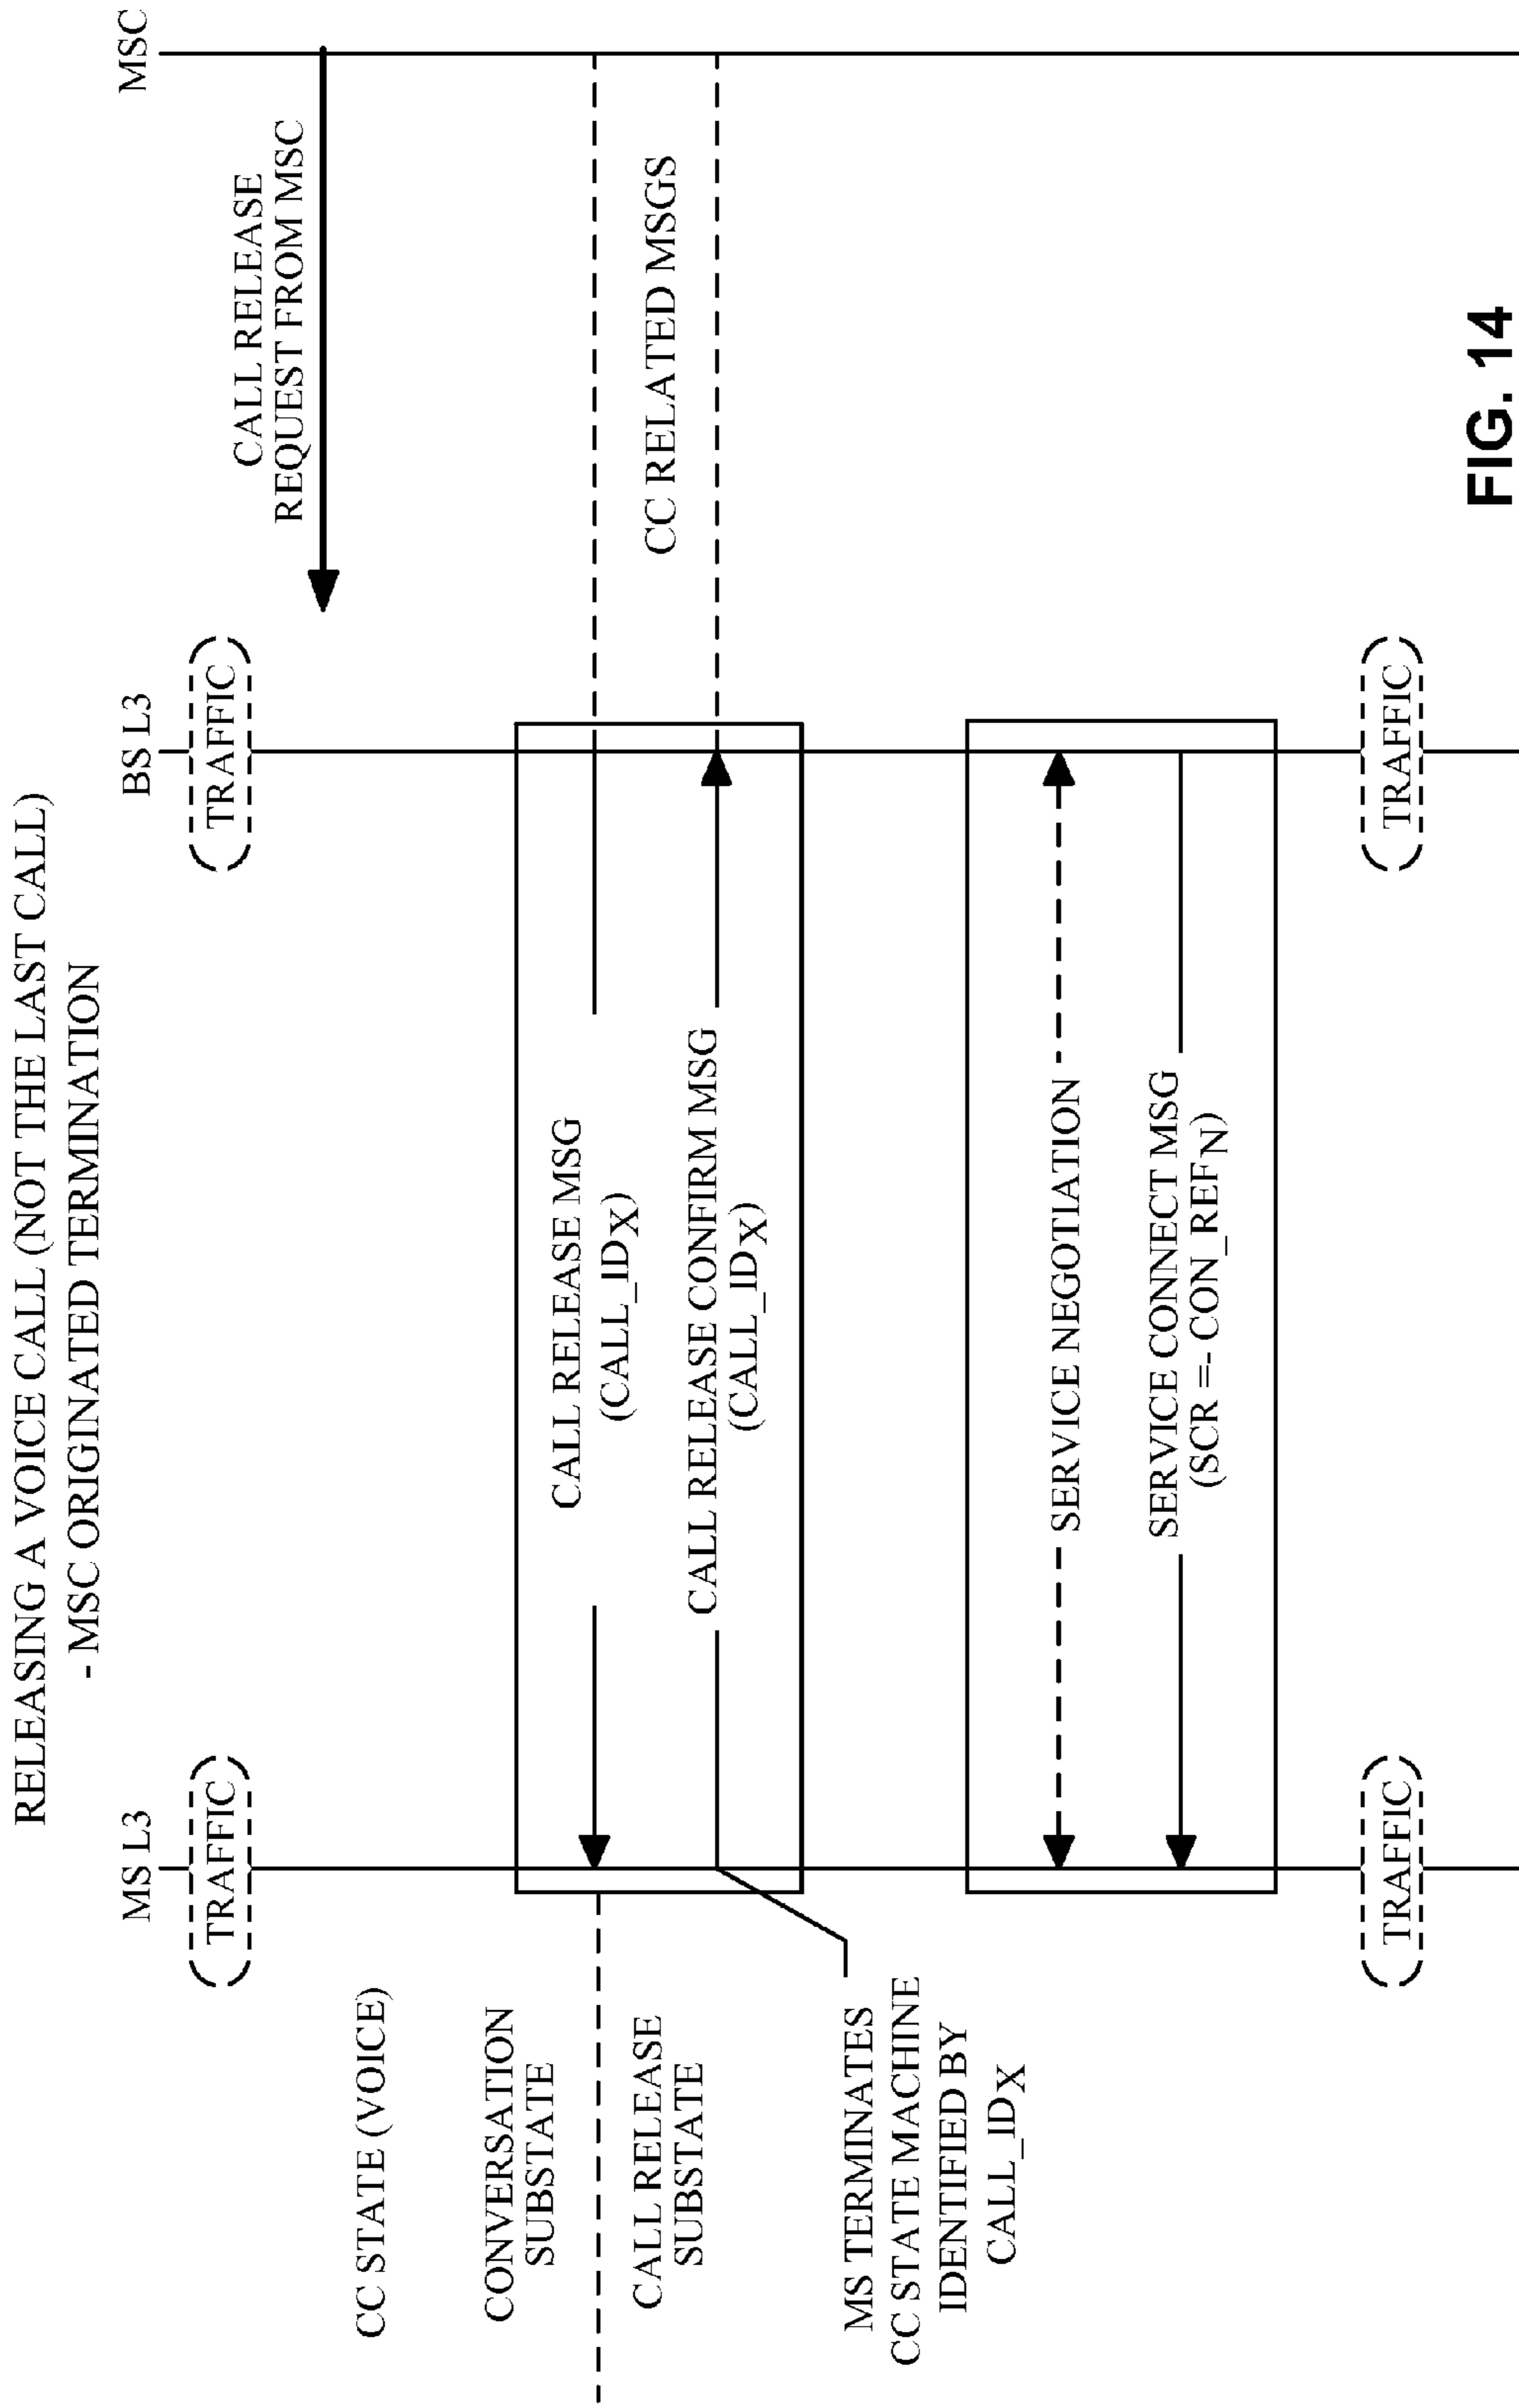 RELEASING A VOICE CALL (NOT THE LAST CALL)
- MSC ORIGINATED TERMINATION
MS L3
BS L3
MSC
(TRAFFIC)
(TRAFFIC)
CALL RELEASE
REQUEST FROM MSC
CC STATE (VOICE)
CONVERSATION
SUBSTATE
CALL RELEASE
SUBSTATE
CALL RELEASE MSG
(CALL_IDX)
CC RELATED MSGS
CALL RELEASE CONFIRM MSG
(CALL_IDX)
MS TERMINATES
CC STATE MACHINE
IDENTIFIED BY
CALL_IDX
SERVICE NEGOTIATION
SERVICE CONNECT MSG
(SCR =- CON_REFN)
(TRAFFIC)
(TRAFFIC)
FIG. 14